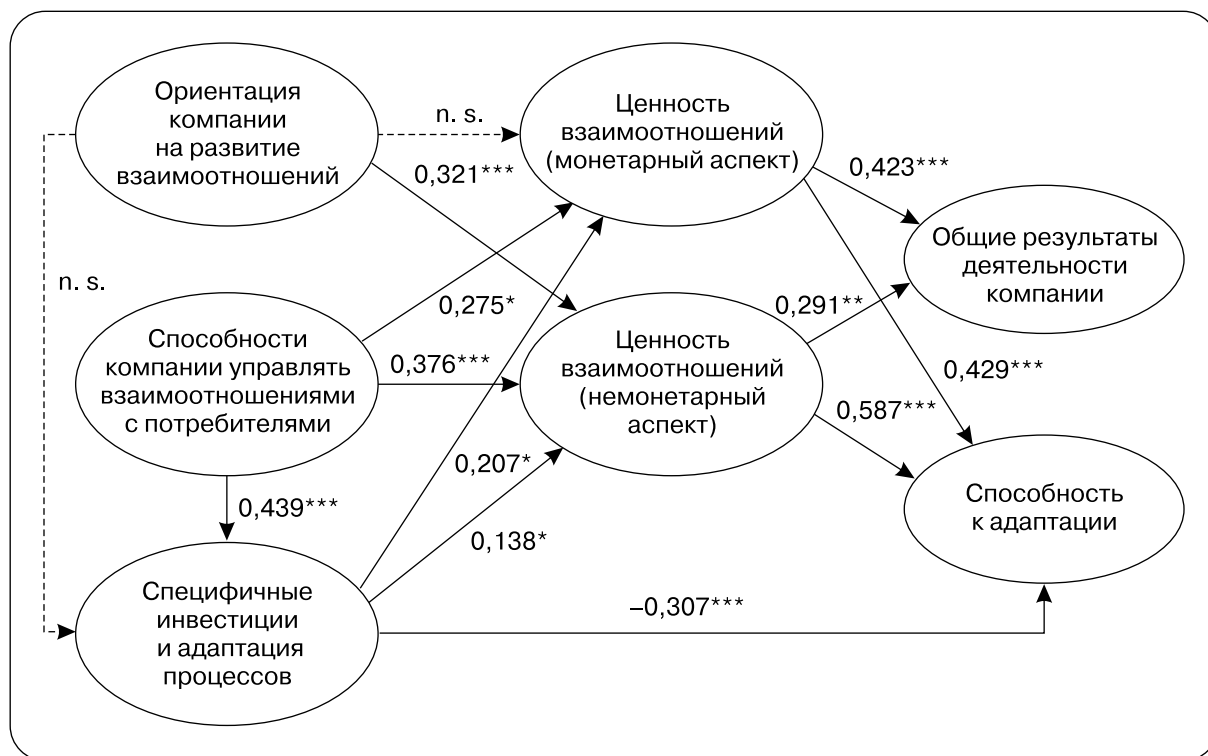 Ориентация
компании
на развитие
взаимоотношений
n. s.
0,321***
Ценность
взаимоотношений
(монетарный аспект)
0,423***
Общие результаты
деятельности
компании
n. s.
Способности
компании управлять
взаимоотношениями
с потребителями
0,275*
0,376***
Ценность
взаимоотношений
(немонетарный
аспект)
0,291**
0,429***
0,587***
0,439***
0,207*
0,138*
Способность
к адаптации
Специфичные
инвестиции
и адаптация
процессов
–0,307***